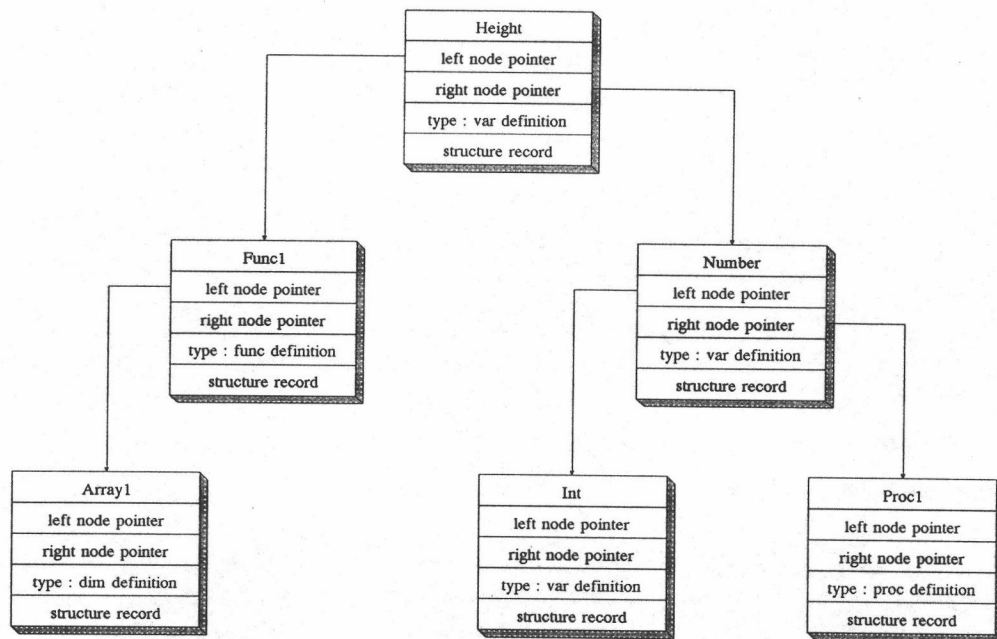 Height
left node pointer
right node pointer
type : var definition
structure record
Func1
left node pointer
right node pointer
type : func definition
structure record
Number
left node pointer
right node pointer
type : var definition
structure record
Array1
left node pointer
right node pointer
type : dim definition
structure record
Int
left node pointer
right node pointer
type : var definition
structure record
Proc1
left node pointer
right node pointer
type : proc definition
structure record